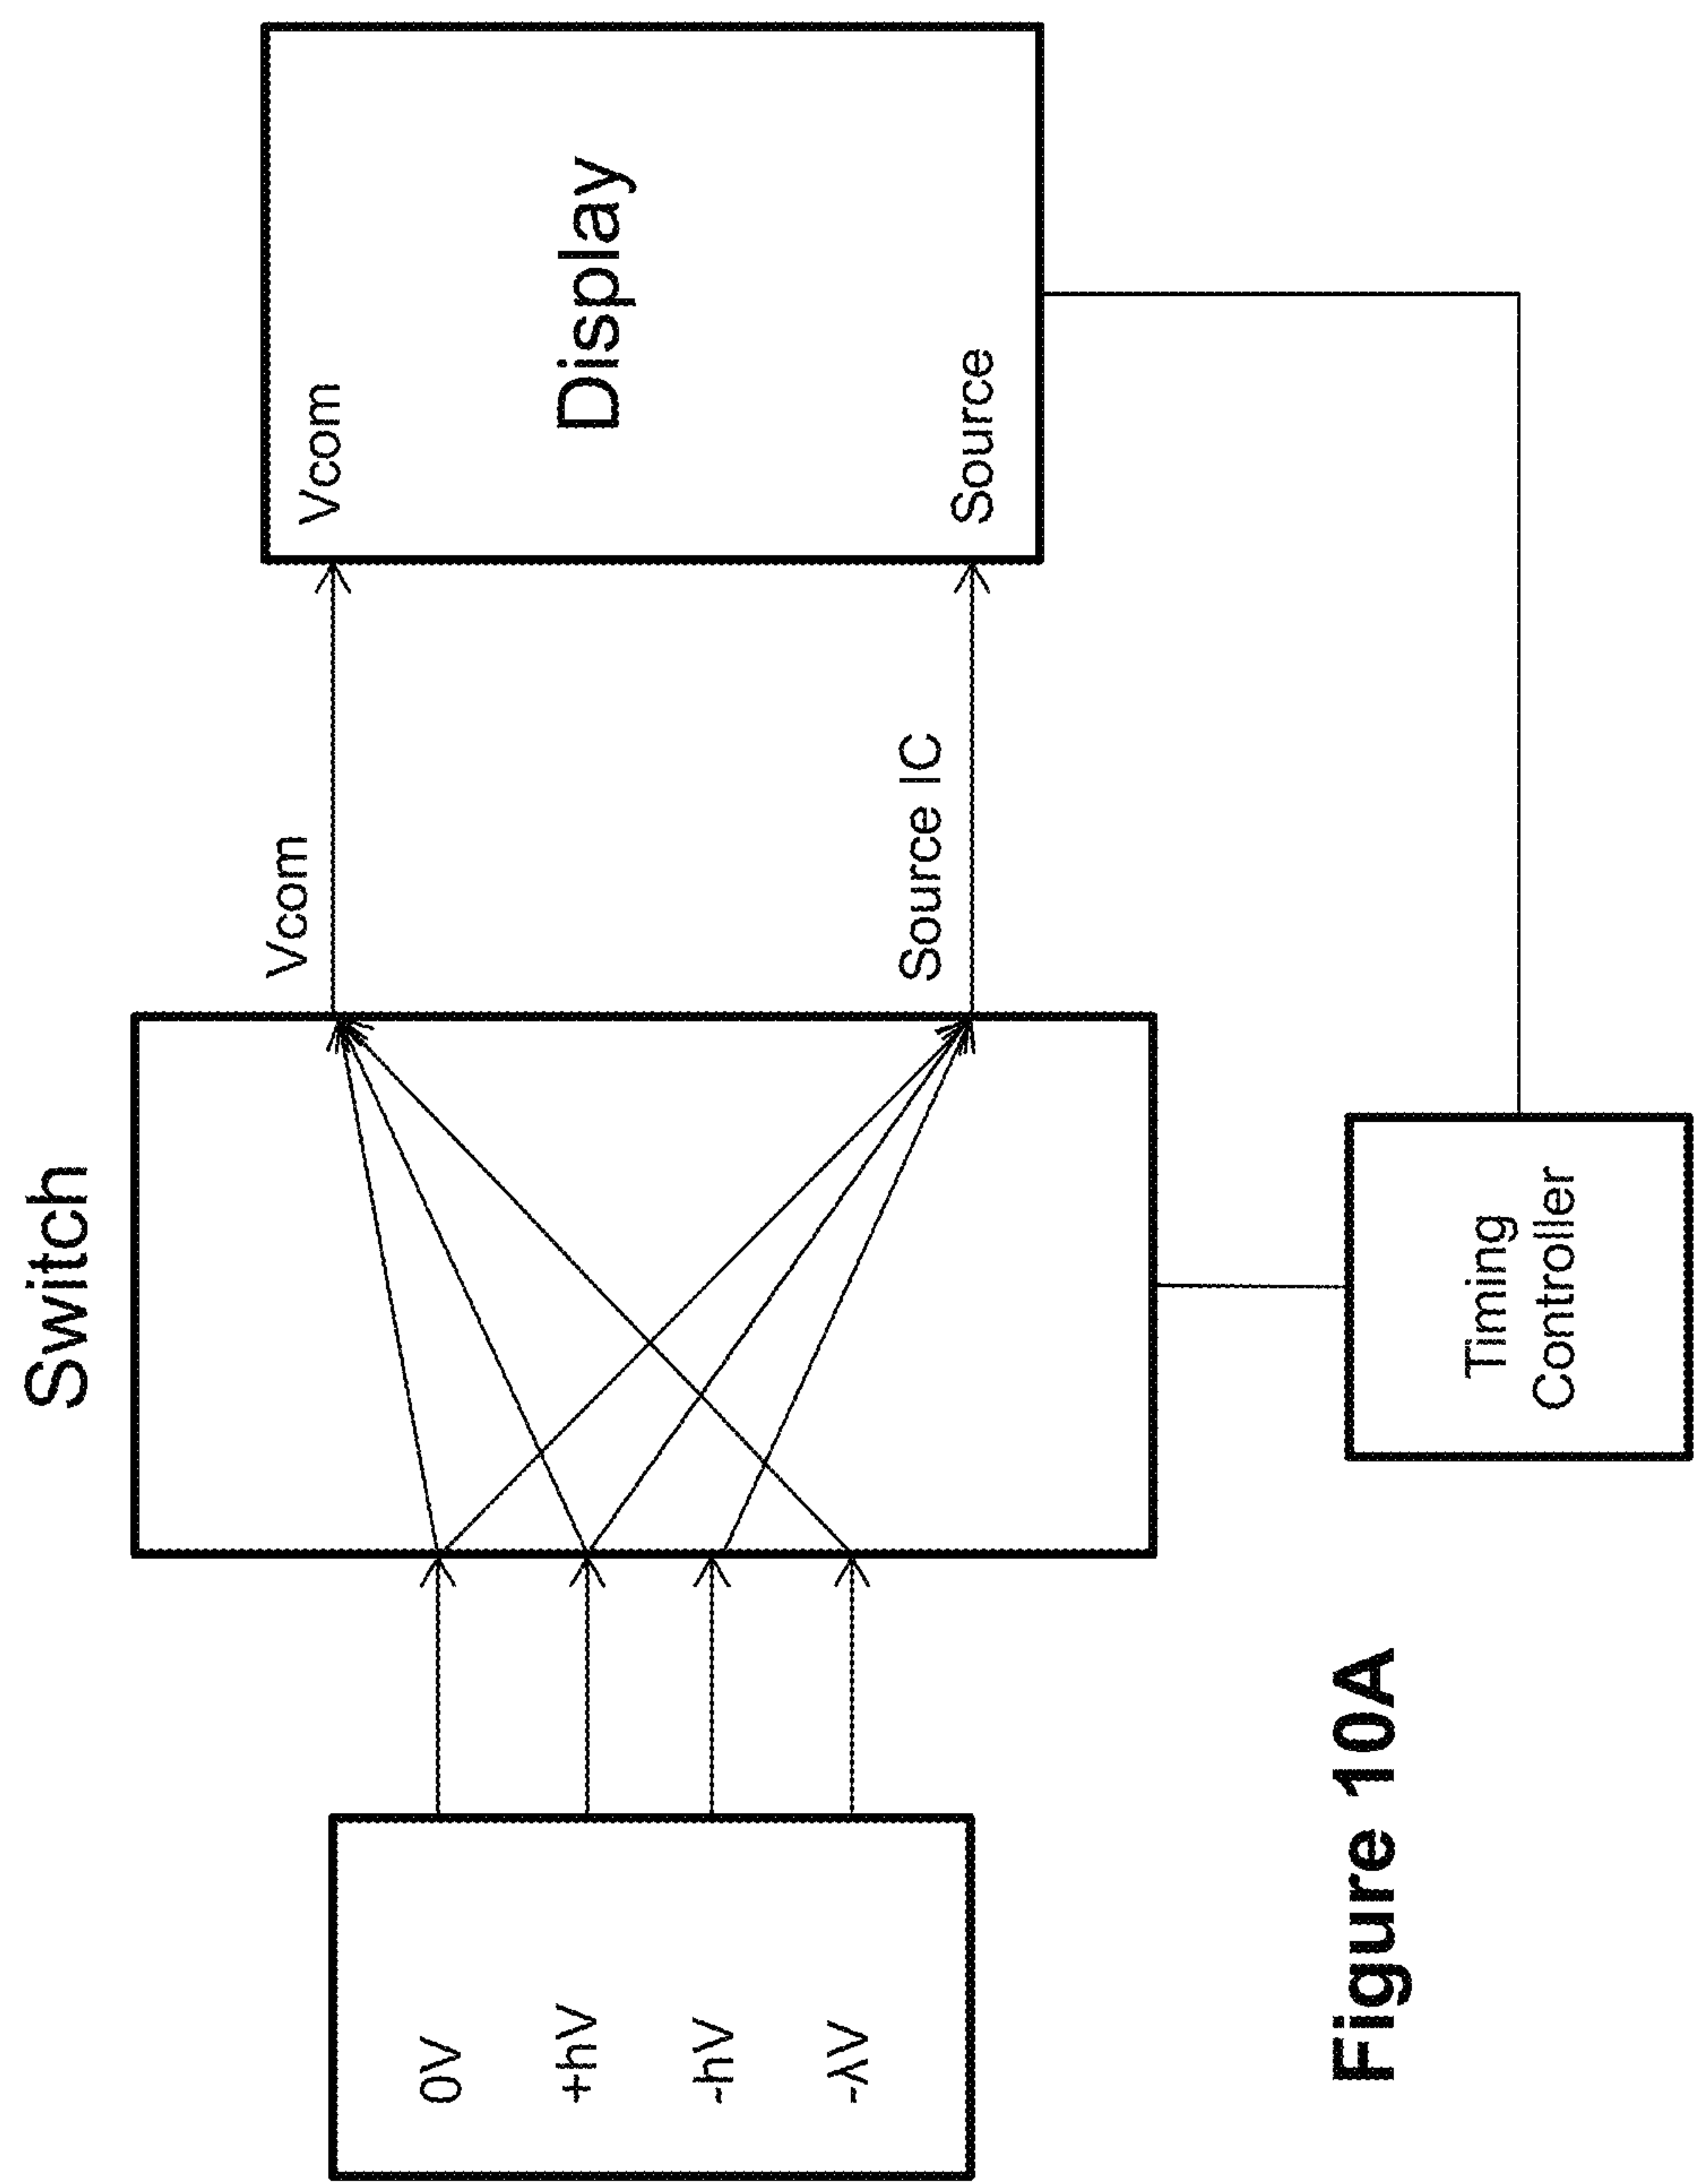 Switch
0V
+hV
-hV
-λV
Vcom
Source IC
Vcom
Display
Source
Timing
Controller
Figure 10A